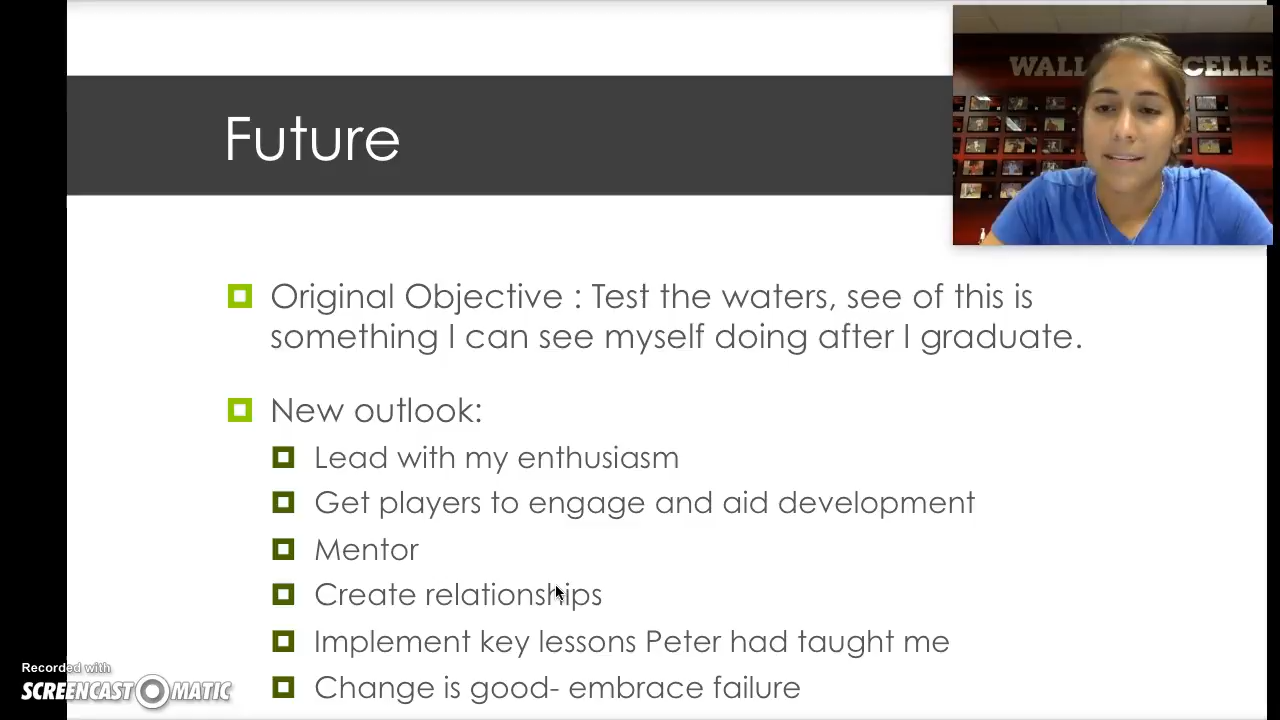 WALL
CELLE
Future
Original Objective : Test the waters, see of this is
something I can see myself doing after I graduate.
New outlook:
Lead with my enthusiasm
Get players to engage and aid development
Mentor
Create relationships
Implement key lessons Peter had taught me
Change is good- embrace failure
Recorded with
SCREENCAST MATIC